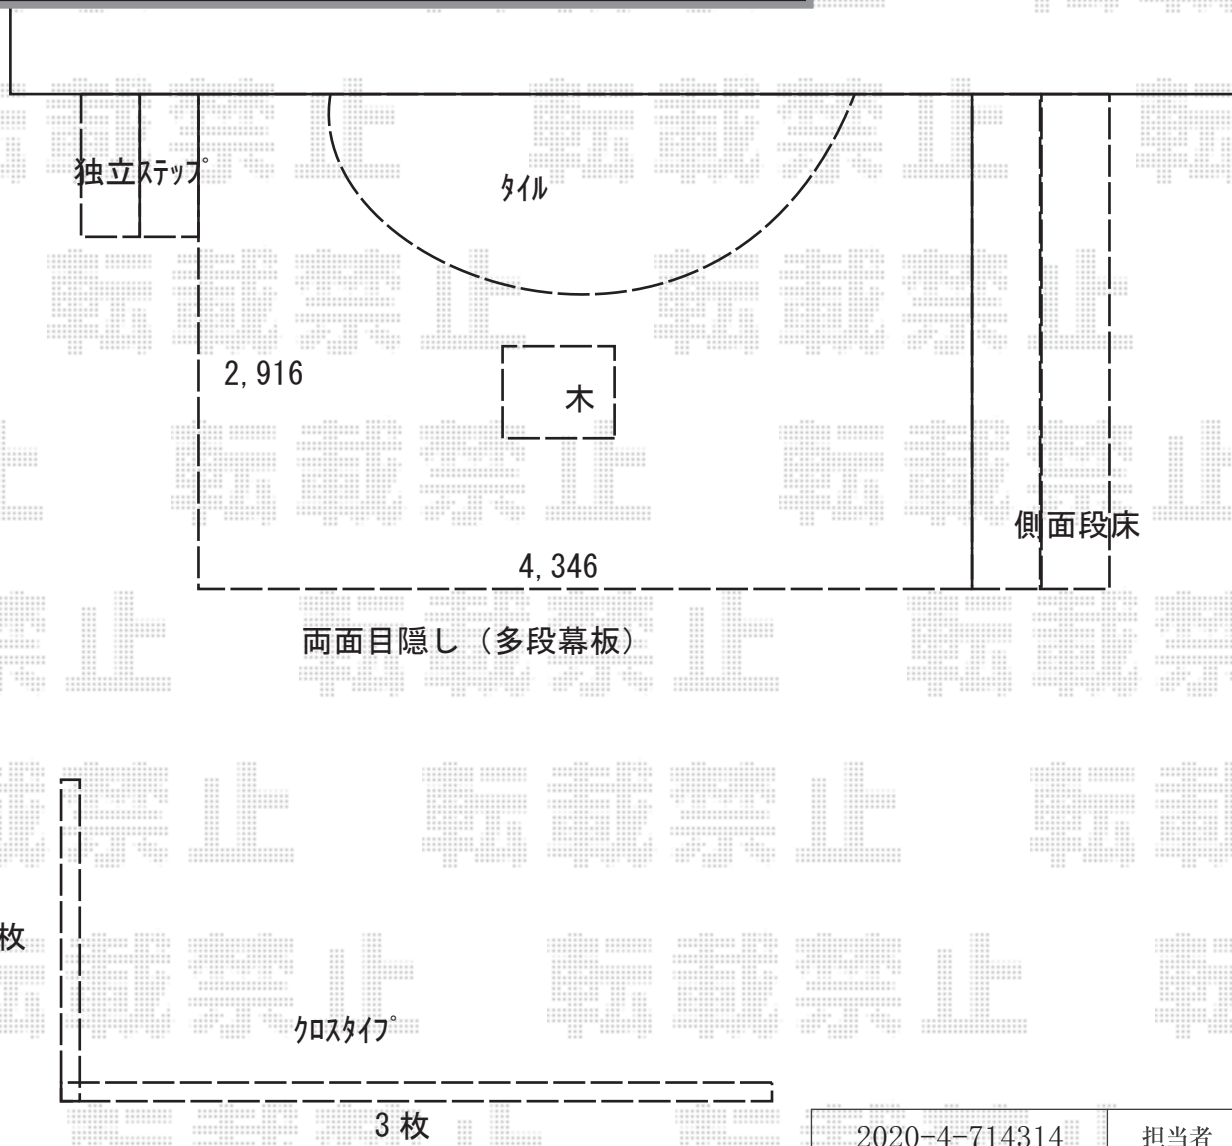 独立ｽﾃｯﾌﾟ
ﾀｲﾙ
2,916
木
側面段床
4,346
両面目隠し（多段幕板）
枚
ｸﾛｽﾀｲﾌﾟ
3枚
2020-4-714314 担当者
転載禁止